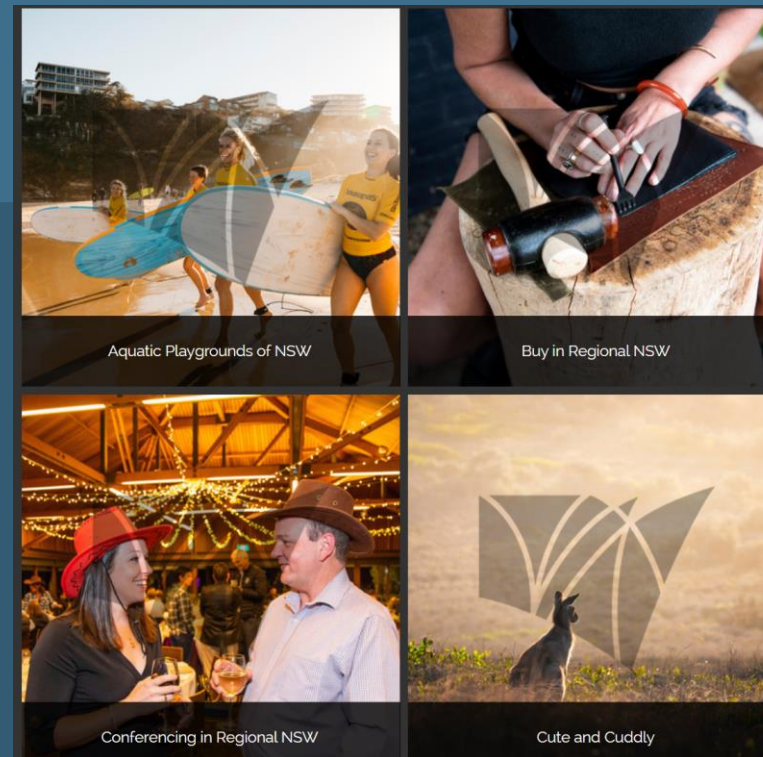 Aquatic Playgrounds of NSW
Buy in Regional NSW
Conferencing in Regional NSW
Cute and Cuddly